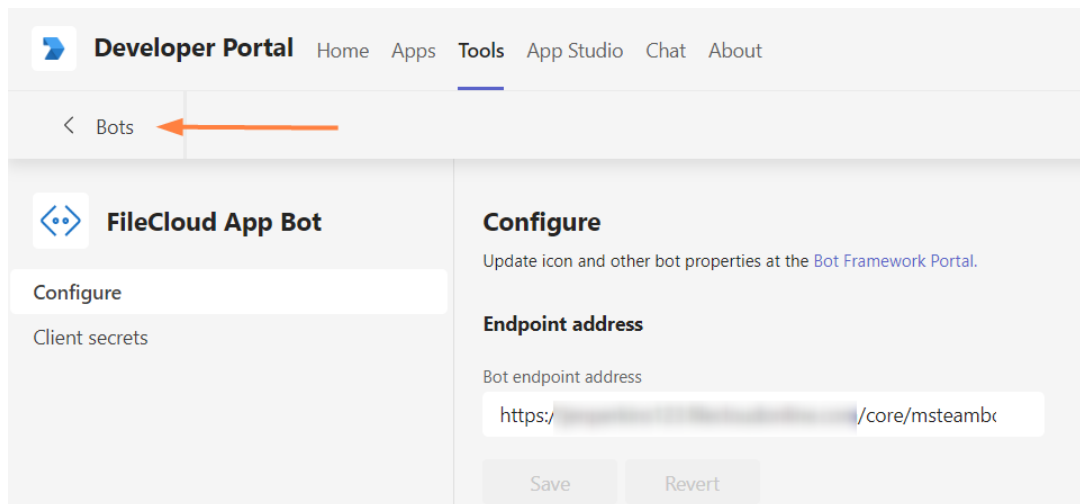 Developer Portal Home Apps Tools App Studio Chat About
Bots
FileCloud App Bot
Configure
Client secrets
Configure
Update icon and other bot properties at the Bot Framework Portal.
Endpoint address
Bot endpoint address
https:/ /core/msteambo
Save Revert